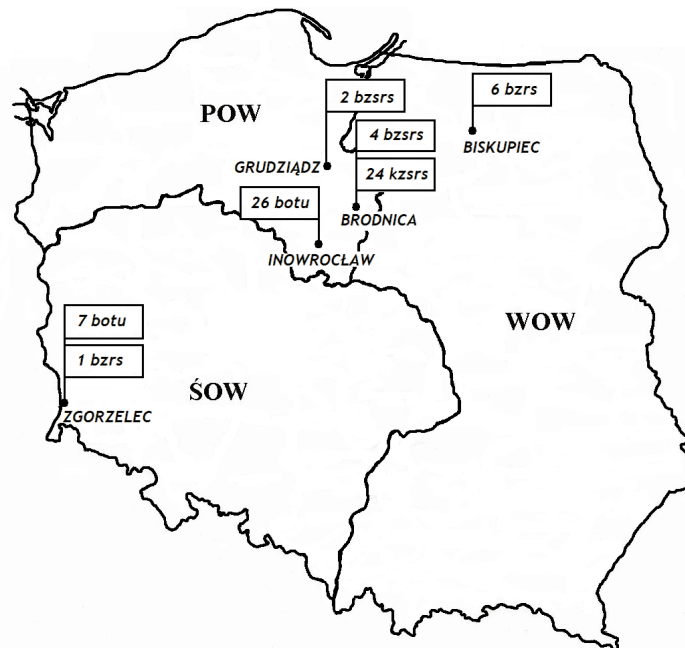 6 bzrs
2 bzsrs
POW
4 bzsrs
BISKUPIEC
GRUDZIĄDZ
24 kzsrs
26 botu
BRODNICA
INOWROCŁAW
7 botu
WOW
1 bzrs
ŚOW
ZGORZELEC